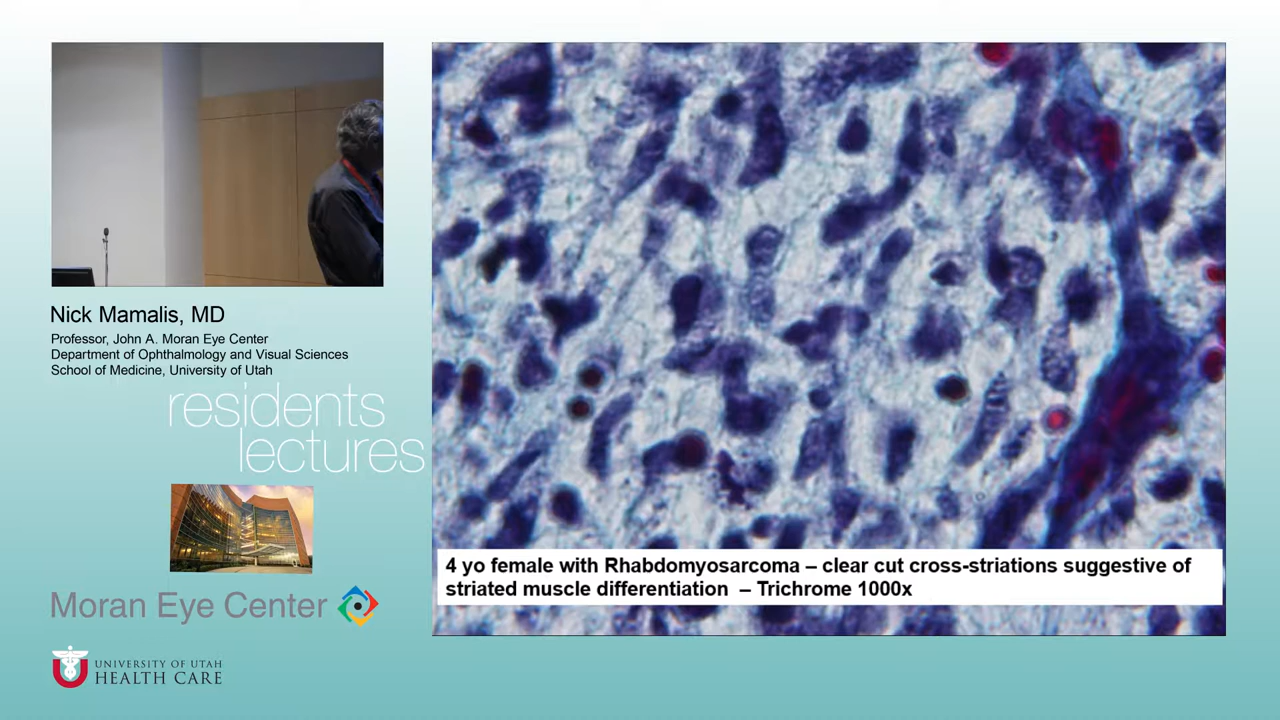 Nick Mamalis, MD
Professor, John A. Moran Eye Center
Department of Ophthalmology and Visual Sciences
School of Medicine, University of Utah
residents
lectures
Moran Eye Center
UNIVERSITY OF UTAH
HEALTH CARE
4 yo female with Rhabdomyosarcoma – clear cut cross-striations suggestive of
striated muscle differentiation – Trichrome 1000x